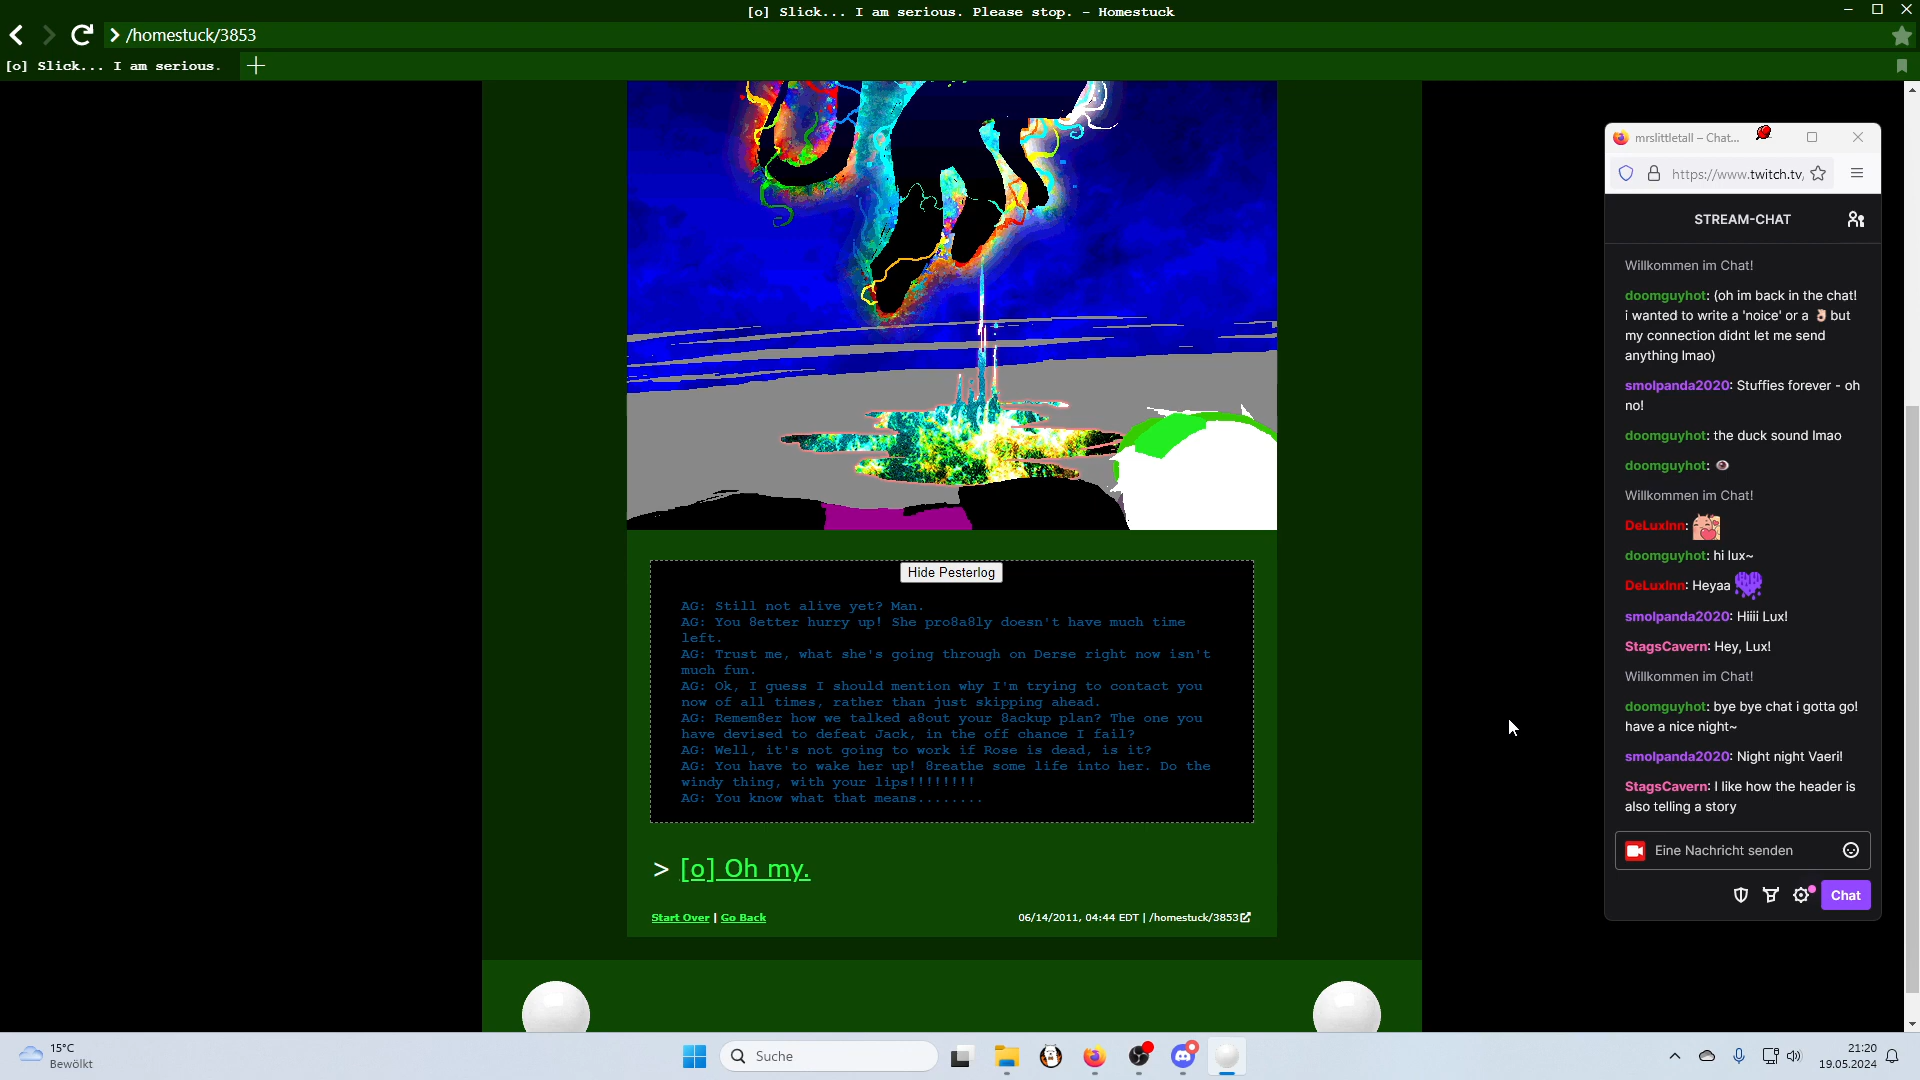 [o] Slick... I am serious. Please stop. - Homestuck
/homestuck/3853
[o] Slick... I am serious.
Hide Pesterlog
AG: Still not alive yet? Man.
AG: You 8etter hurry up! She pro8a8ly doesn't have much time
left.
AG: Trust me, what she's going through on Derse right now isn't
much fun.
AG: Ok, I guess I should mention why I'm trying to contact you
now of all times, rather than just skipping ahead.
AG: Remem8er how we talked a8out your 8ackup plan? The one you
have devised to defeat Jack, in the off chance I fail?
AG: Well, it's not going to work if Rose is dead, is it?
AG: You have to wake her up! 8reathe some life into her. Do the
windy thing, with your lips!!!!!!!!
AG: You know what that means........
> [o] Oh my.
Start Over | Go Back
06/14/2011, 04:44 EDT | /homestuck/3853
mrslittletall – Chat...
https://www.twitch.tv
STREAM-CHAT
Willkommen im Chat!
doomguyhot: (oh im back in the chat!
i wanted to write a 'noice' or a 👌 but
my connection didnt let me send
anything lmao)
smolpanda2020: Stuffies forever - oh
no!
doomguyhot: the duck sound lmao
doomguyhot: 👁
Willkommen im Chat!
DeLuxInn:
doomguyhot: hi lux~
DeLuxInn: Heyaa
smolpanda2020: Hiiii Lux!
StagsCavern: Hey, Lux!
Willkommen im Chat!
doomguyhot: bye bye chat i gotta go!
have a nice night~
smolpanda2020: Night night Vaeri!
StagsCavern: I like how the header is
also telling a story
Eine Nachricht senden
Chat
15°C
Bewölkt
Suche
21:20
19.05.2024